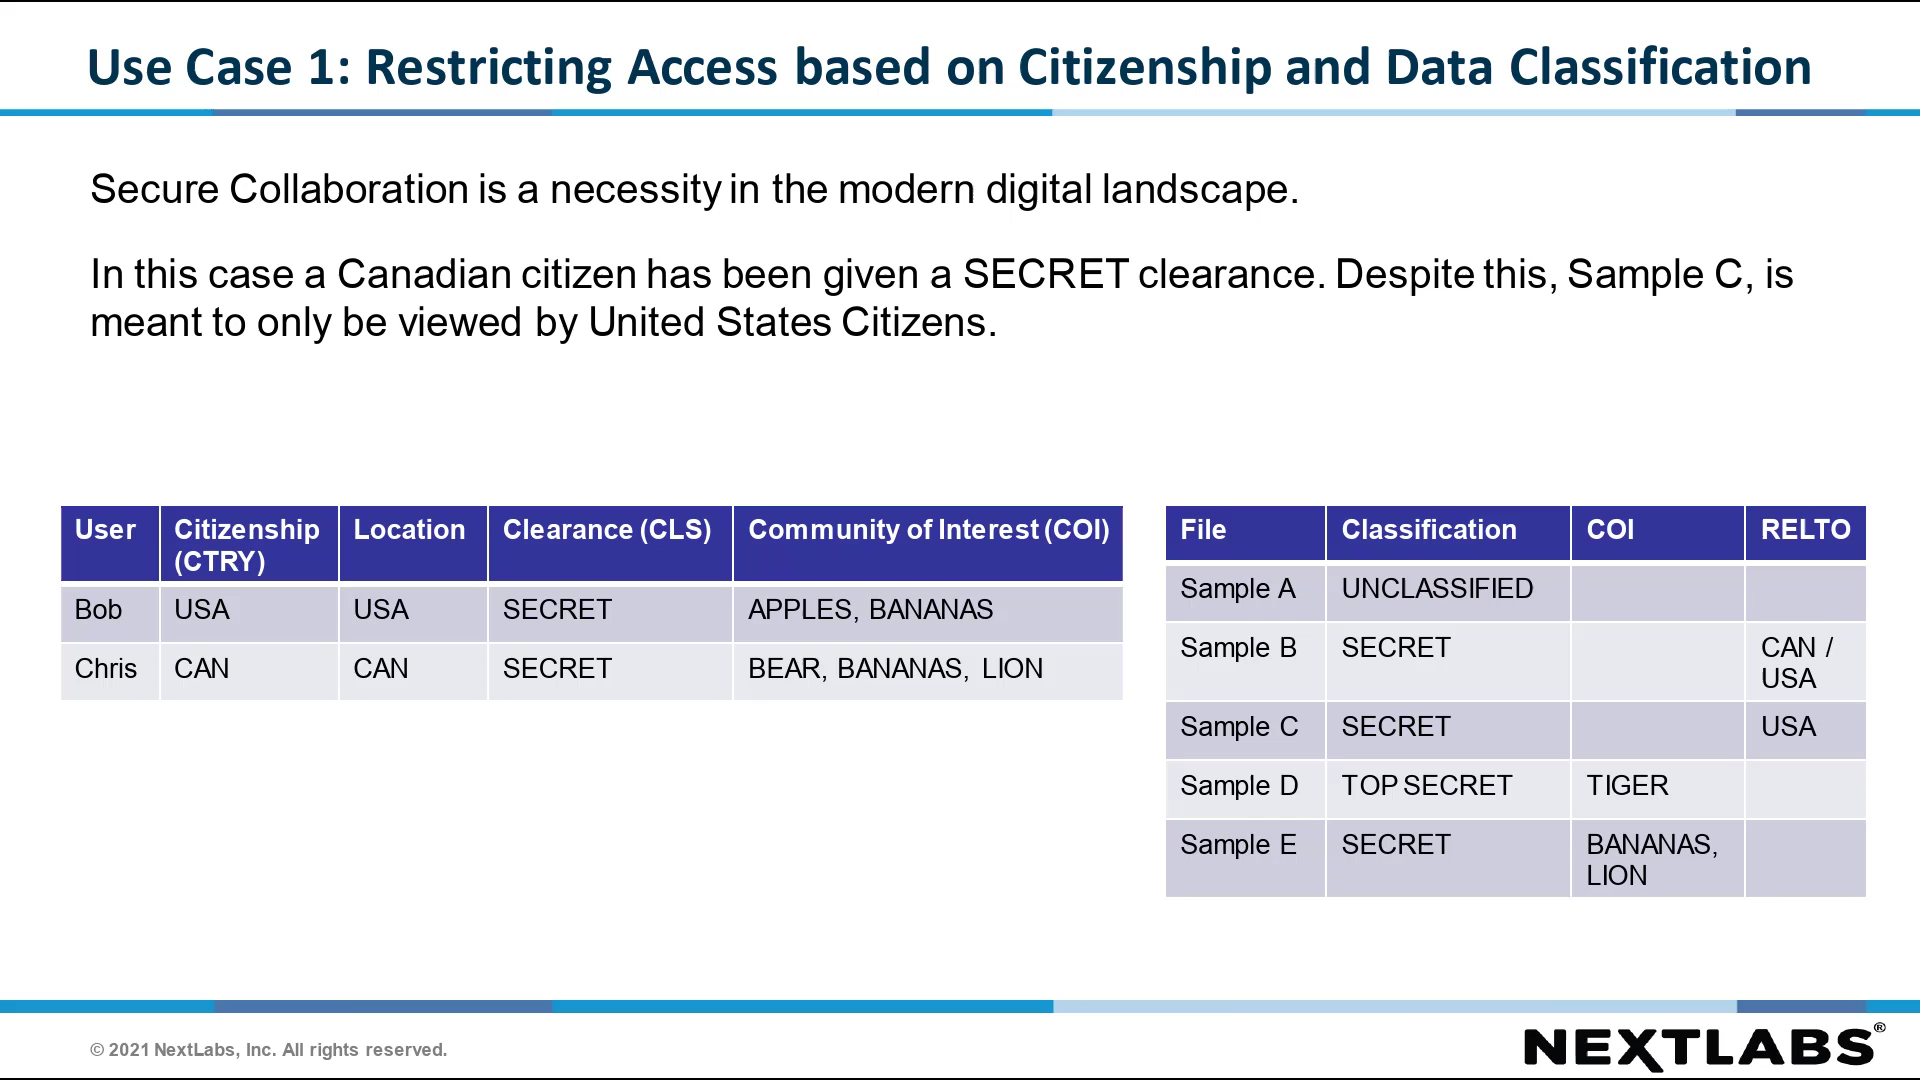 Use Case 1: Restricting Access based on Citizenship and Data Classification
Secure Collaboration is a necessity in the modern digital landscape.
In this case a Canadian citizen has been given a SECRET clearance. Despite this, Sample C, is
meant to only be viewed by United States Citizens.
User Citizenship (CTRY) Location Clearance (CLS) Community of Interest (COI)
Bob USA USA SECRET APPLES, BANANAS
Chris CAN CAN SECRET BEAR, BANANAS, LION
File Classification COI RELTO
Sample A UNCLASSIFIED
Sample B SECRET CAN / USA
Sample C SECRET USA
Sample D TOP SECRET TIGER
Sample E SECRET BANANAS, LION
© 2021 NextLabs, Inc. All rights reserved.
NEXTLABS®